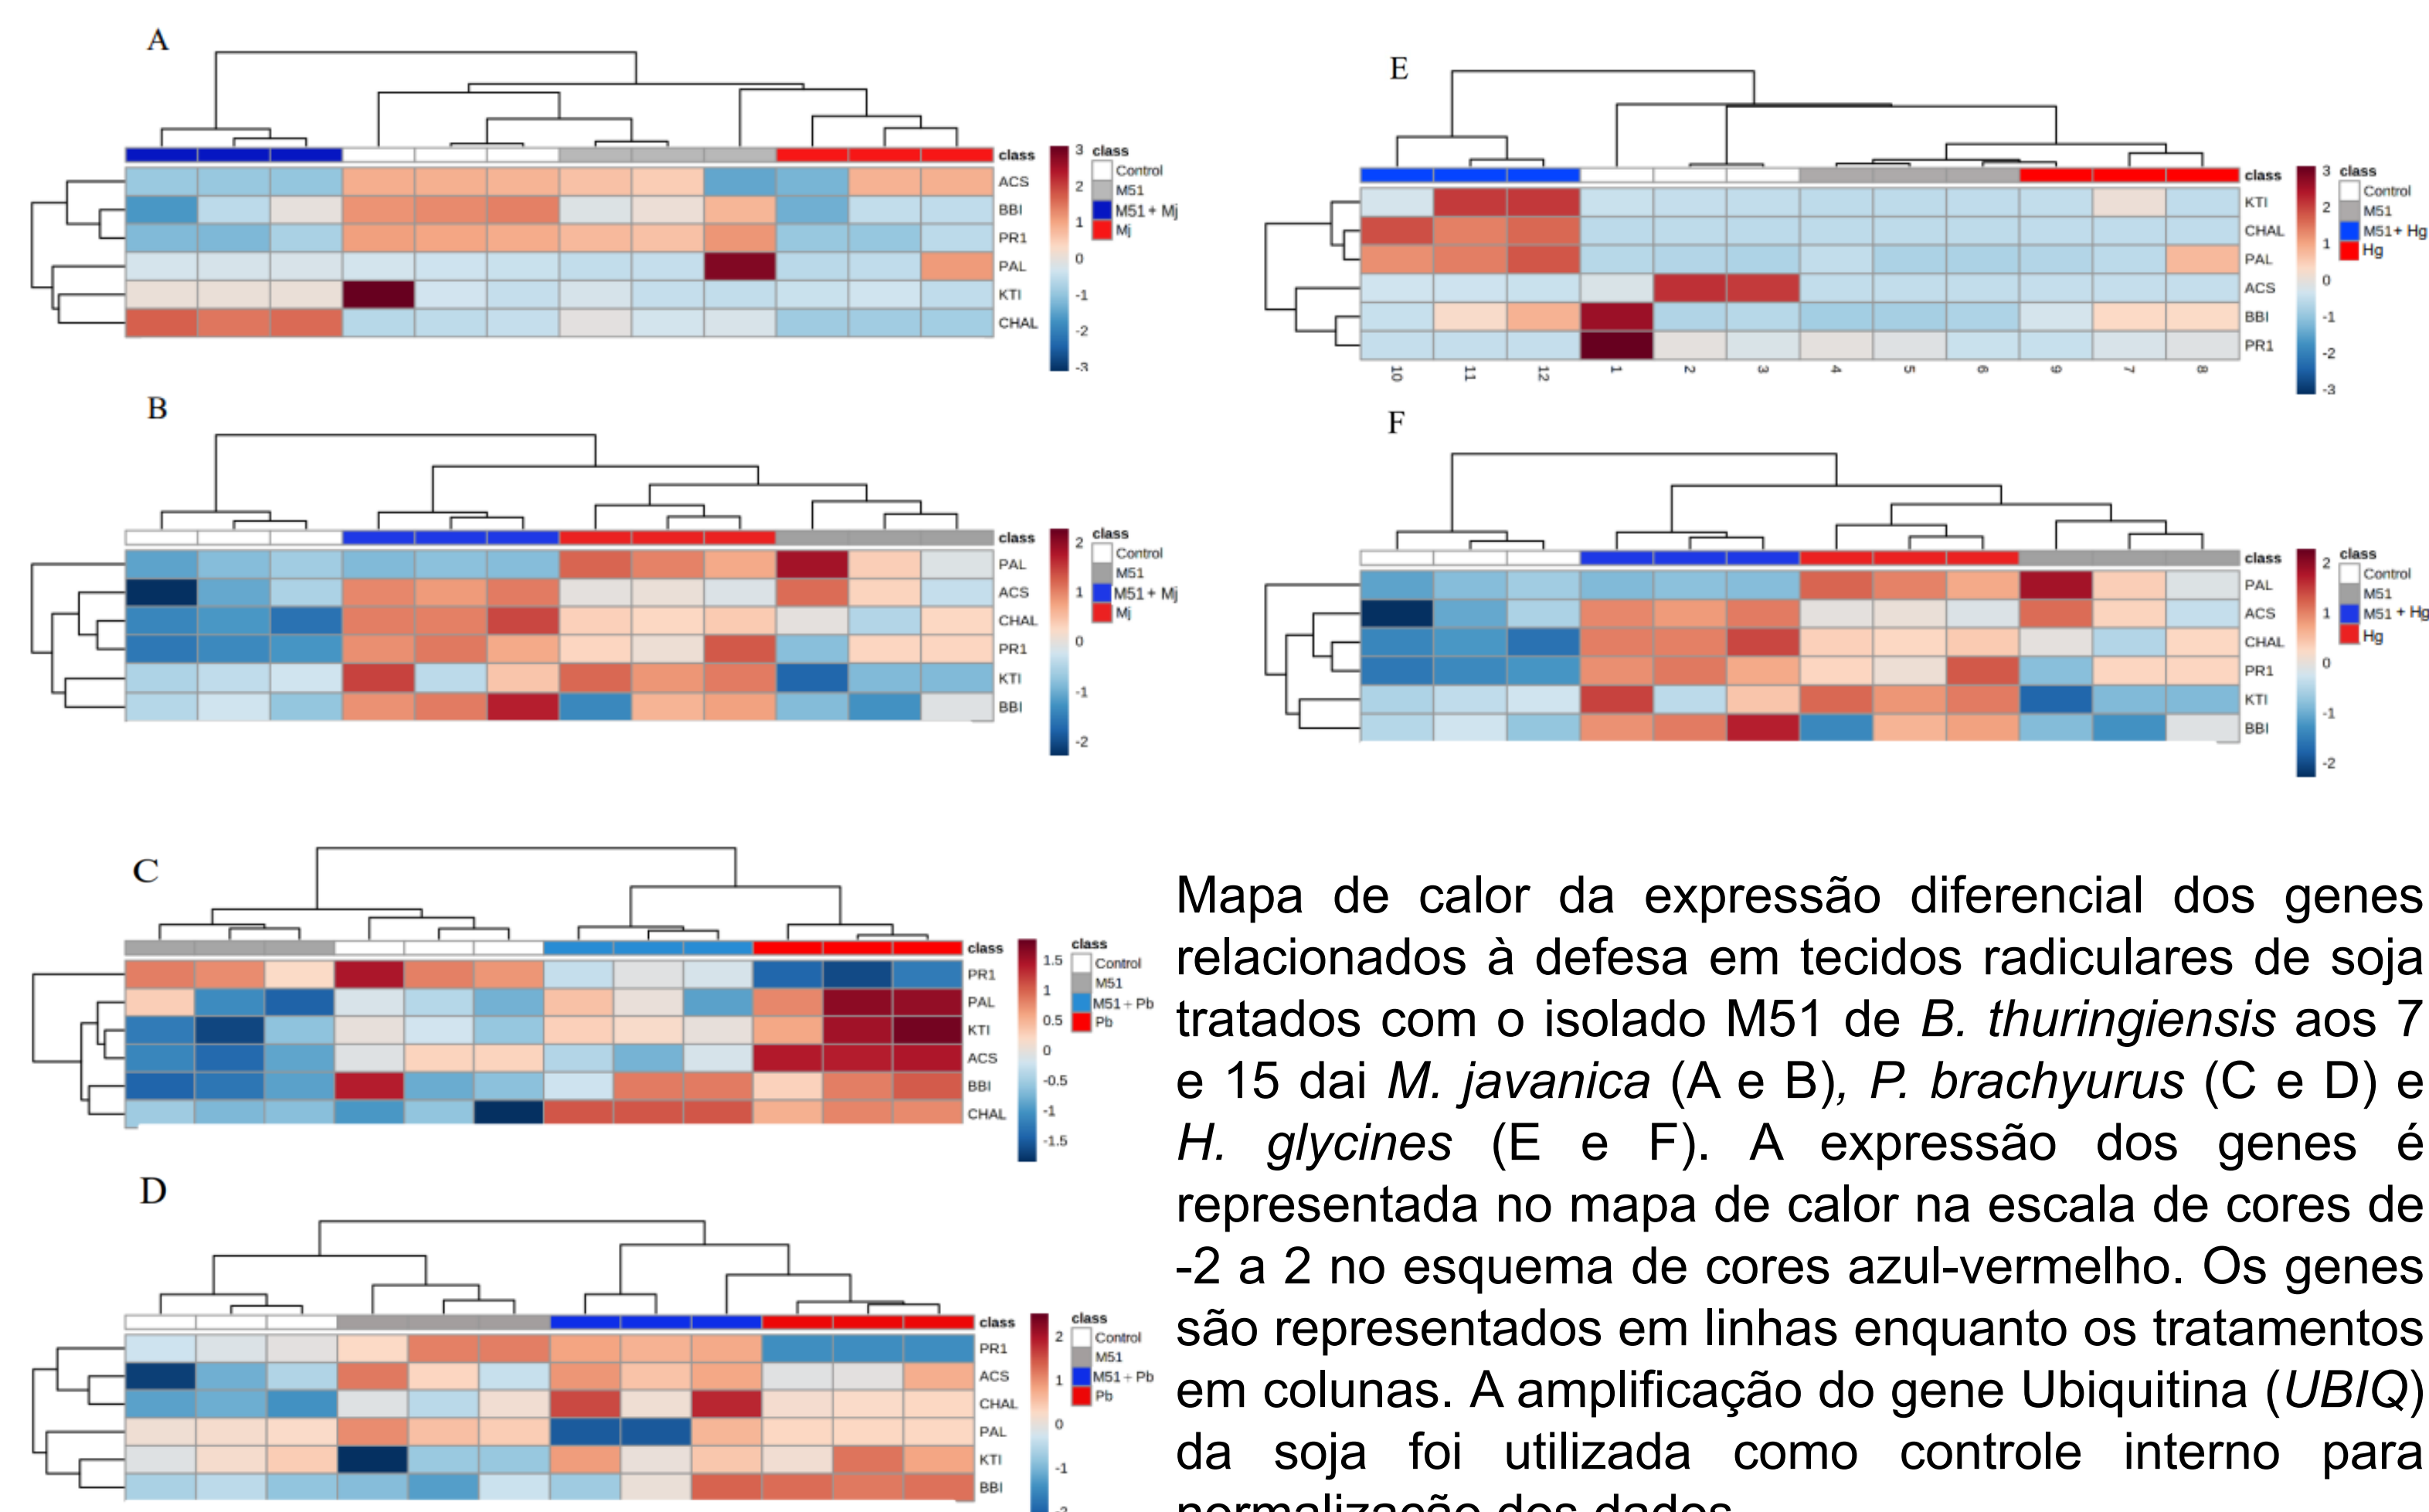 A
class
ACS
BBI
PR1
PAL
KTI
CHAL
3
2
1
0
-1
-2
-3
class
Control
M51
M51 + Mj
Mj
E
class
KTI
CHAL
PAL
ACS
BBI
PR1
10 11 12 1 2 3 4 5 6 9 7 8
3
2
1
0
-1
-2
-3
class
Control
M51
M51+ Hg
Hg
B
class
PAL
ACS
CHAL
PR1
KTI
BBI
2
1
0
-1
-2
class
Control
M51
M51 + Mj
Mj
F
class
PAL
ACS
CHAL
PR1
KTI
BBI
2
1
0
-1
-2
class
Control
M51
M51 + Hg
Hg
C
class
PR1
PAL
KTI
ACS
BBI
CHAL
1.5
1
0.5
0
-0.5
-1
-1.5
class
Control
M51
M51+Pb
Pb
D
class
PR1
ACS
CHAL
PAL
KTI
BBI
2
1
0
-1
-2
class
Control
M51
M51+Pb
Pb
Mapa de calor da expressão diferencial dos genes
relacionados à defesa em tecidos radiculares de soja
tratados com o isolado M51 de B. thuringiensis aos 7
e 15 dai M. javanica (A e B), P. brachyurus (C e D) e
H. glycines (E e F). A expressão dos genes é
representada no mapa de calor na escala de cores de
-2 a 2 no esquema de cores azul-vermelho. Os genes
são representados em linhas enquanto os tratamentos
em colunas. A amplificação do gene Ubiquitina (UBIQ)
da soja foi utilizada como controle interno para
normalização dos dados